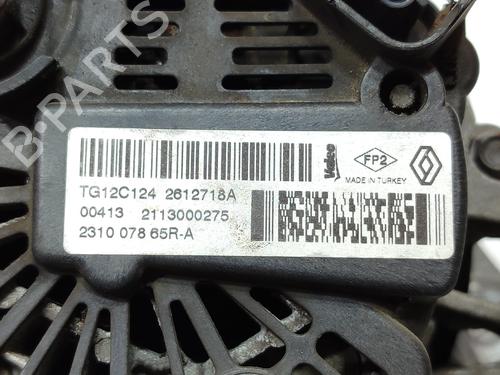 B-PARTS
Valeo
FP2
MADE IN TURKEY
TG12C124 2612718A
00413 2113000275
2310 078 65R-A